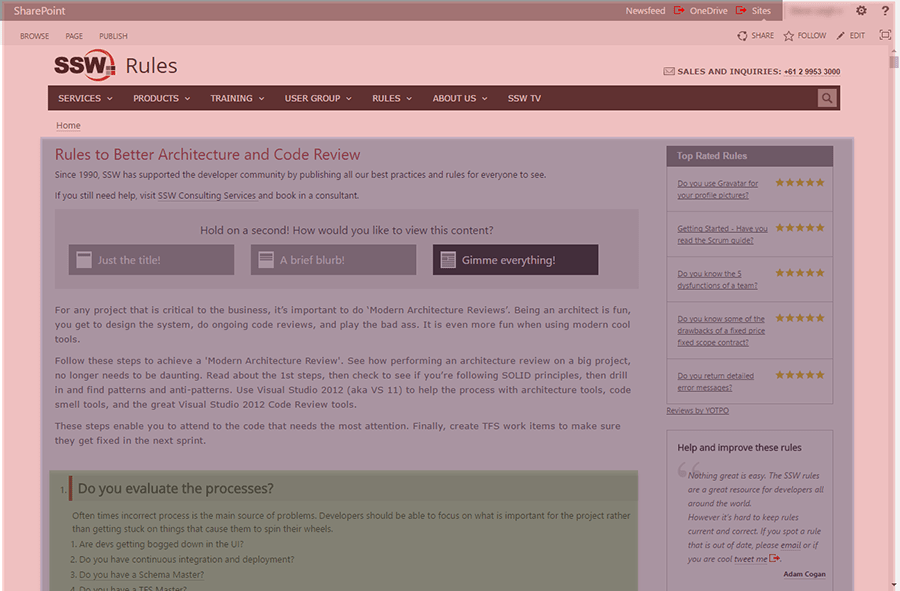 SharePoint
Newsfeed OneDrive Sites ?
BROWSE PAGE PUBLISH
SHARE FOLLOW EDIT
SSW Rules
SALES AND INQUIRIES: +61 2 9953 3000
SERVICES PRODUCTS TRAINING USER GROUP RULES ABOUT US SSW TV
Home
Rules to Better Architecture and Code Review
Since 1990, SSW has supported the developer community by publishing all our best practices and rules for everyone to see.
If you still need help, visit SSW Consulting Services and book in a consultant.
Hold on a second! How would you like to view this content?
Just the title! A brief blurb! Gimme everything!
For any project that is critical to the business, it's important to do 'Modern Architecture Reviews'. Being an architect is fun,
you get to design the system, do ongoing code reviews, and play the bad ass. It is even more fun when using modern cool
tools.
Follow these steps to achieve a 'Modern Architecture Review'. See how performing an architecture review on a big project,
no longer needs to be daunting. Read about the 1st steps, then check to see if you're following SOLID principles, then drill
in and find patterns and anti-patterns. Use Visual Studio 2012 (aka VS 11) to help the process with architecture tools, code
smell tools, and the great Visual Studio 2012 Code Review tools.
These steps enable you to attend to the code that needs the most attention. Finally, create TFS work items to make sure
they get fixed in the next sprint.
1. Do you evaluate the processes?
Often times incorrect process is the main source of problems. Developers should be able to focus on what is important for the project rather
than getting stuck on things that cause them to spin their wheels.
1. Are devs getting bogged down in the UI?
2. Do you have continuous integration and deployment?
3. Do you have a Schema Master?
4. Do you have a TFS Master?
Top Rated Rules
Do you use Gravatar for
your profile pictures?
Getting Started - Have you
read the Scrum guide?
Do you know the 5
dysfunctions of a team?
Do you know some of the
drawbacks of a fixed price
fixed scope contract?
Do you return detailed
error messages?
Reviews by YOTPO
Help and improve these rules
“ Nothing great is easy. The SSW rules
are a great resource for developers all
around the world.
However it's hard to keep rules
current and correct. If you spot a rule
that is out of date, please email or if
you are cool tweet me
Adam Cogan